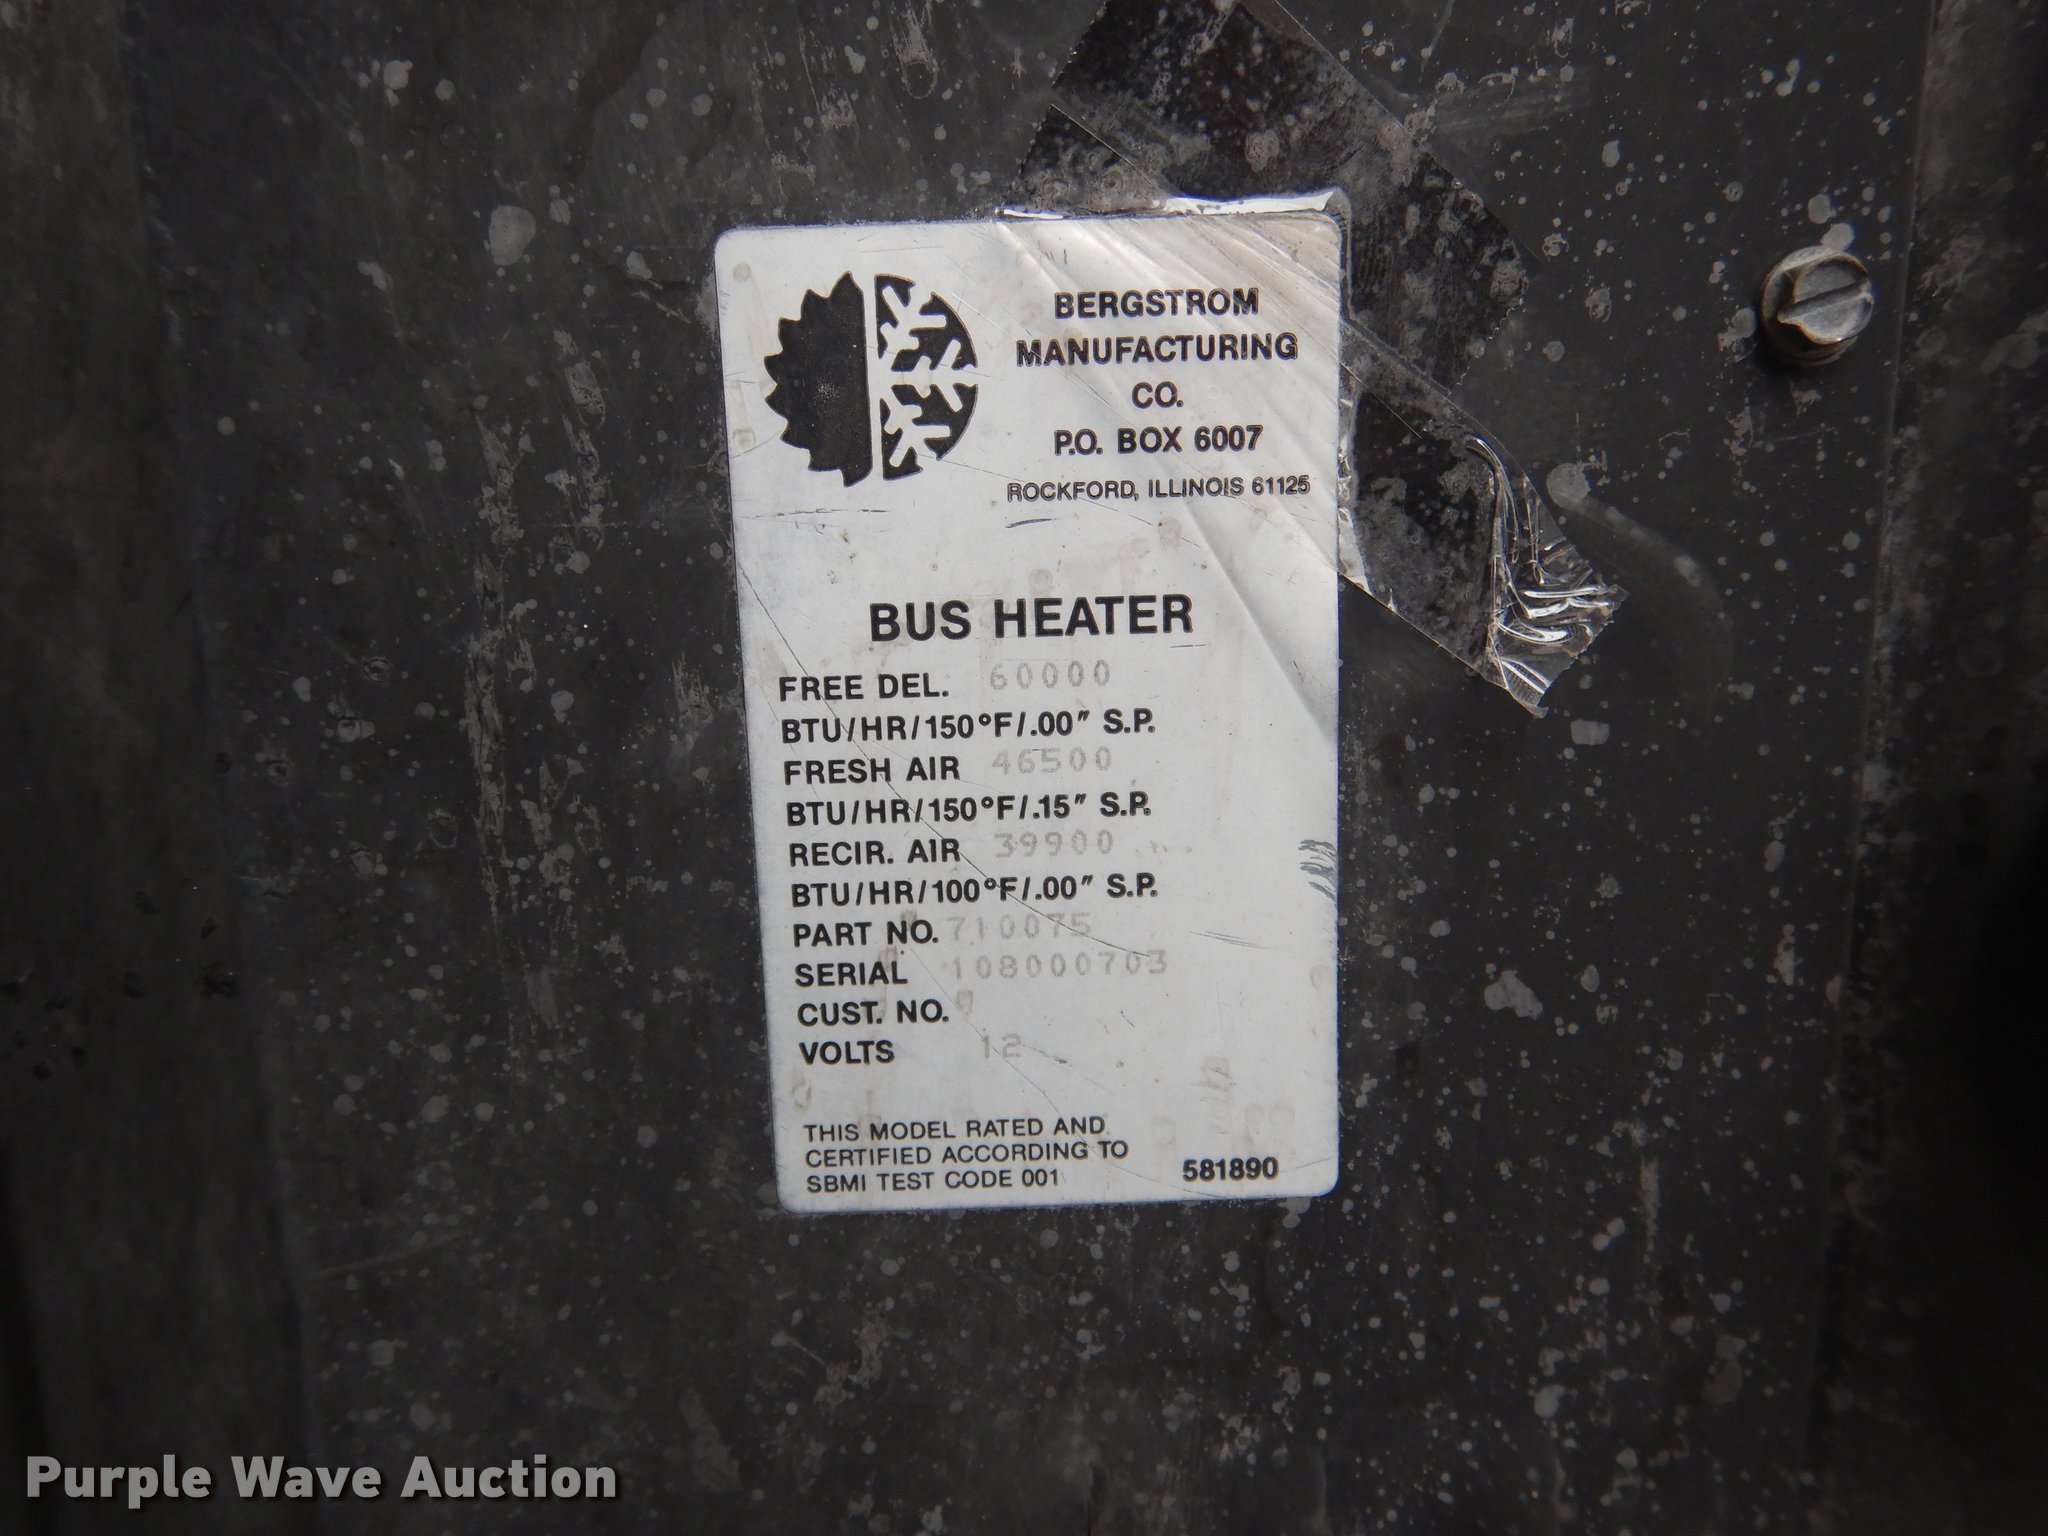 BERGSTROM
MANUFACTURING
CO.
P.O. BOX 6007
ROCKFORD, ILLINOIS 61125
BUS HEATER
FREE DEL. 60000
BTU/HR/150°F/.00" S.P.
FRESH AIR 46500
BTU/HR/150°F/.15" S.P.
RECIR. AIR 39900
BTU/HR/100°F/.00" S.P.
PART NO. 710075
SERIAL 108000703
CUST. NO. 0
VOLTS 12
THIS MODEL RATED AND
CERTIFIED ACCORDING TO
SBMI TEST CODE 001
581890
Purple Wave Auction